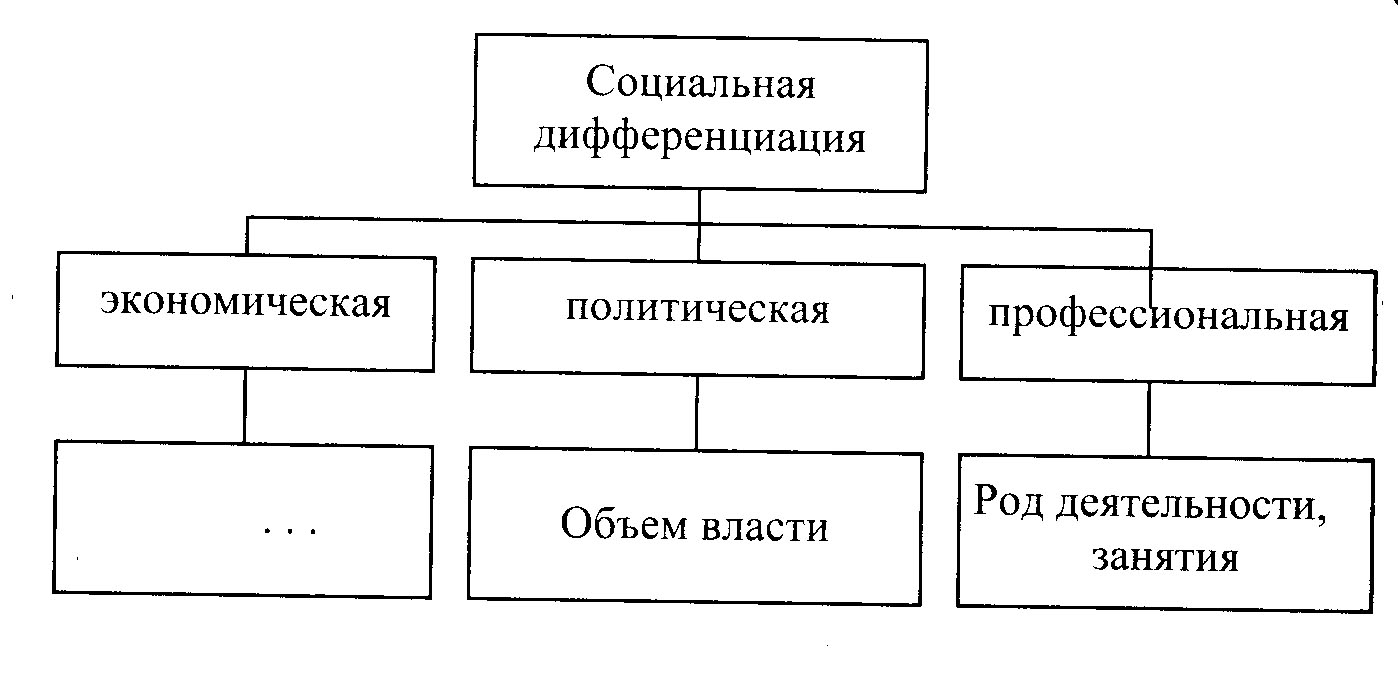 Социальная
дифференциация
экономическая
политическая
профессиональная
. . .
Объем власти
Род деятельности,
занятия